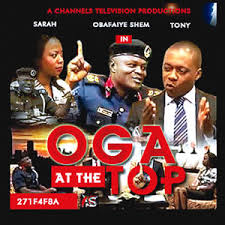 A CHANNELS TELEVISION PRODUCTIONS
SARAH OBAFAIYE SHEM TONY
IN
OGA
AT THE
TOP
271F4F8A